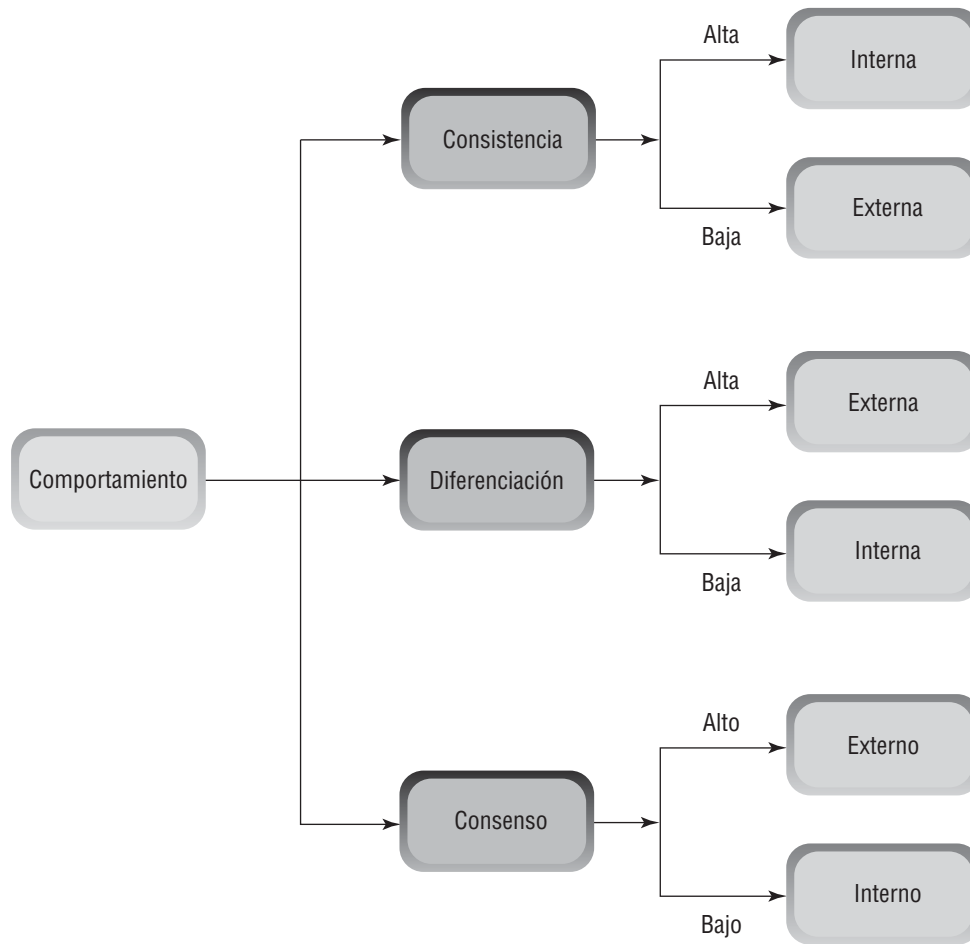 Alta
Interna
Consistencia
Baja
Externa
Alta
Externa
Comportamiento
Diferenciación
Baja
Interna
Alto
Externo
Consenso
Bajo
Interno